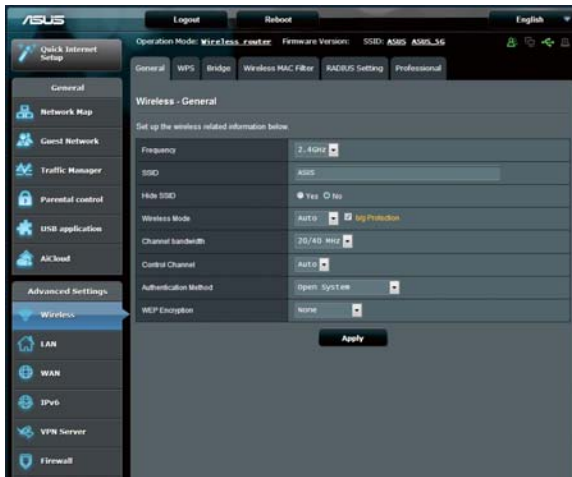 ASUS
Logout
Reboot
English
Operation Mode: Wireless router Firmware Version: SSID: ASUS ASUS_5G
Quick Internet Setup
General WPS Bridge Wireless MAC Filter RADIUS Setting Professional
General
Network Map
Guest Network
Traffic Manager
Parental control
USB application
AiCloud
Advanced Settings
Wireless
LAN
WAN
IPv6
VPN Server
Firewall
Wireless - General
Set up the wireless related information below.
Frequency 2.4GHz
SSID ASUS
Hide SSID Yes No
Wireless Mode Auto b/g Protection
Channel bandwidth 20/40 MHz
Control Channel Auto
Authentication Method Open System
WEP Encryption None
Apply